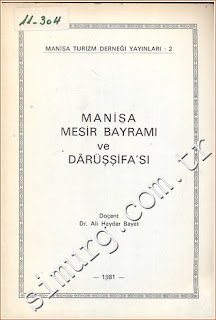 11-304
MANİSA TURİZM DERNEĞİ YAYINLARI : 2
MANİSA
MESİR BAYRAMI
ve
DÂRÜŞŞİFA'SI
Doçent
Dr. Ali Haydar Bayat
— 1981 —
simurg.com.tr